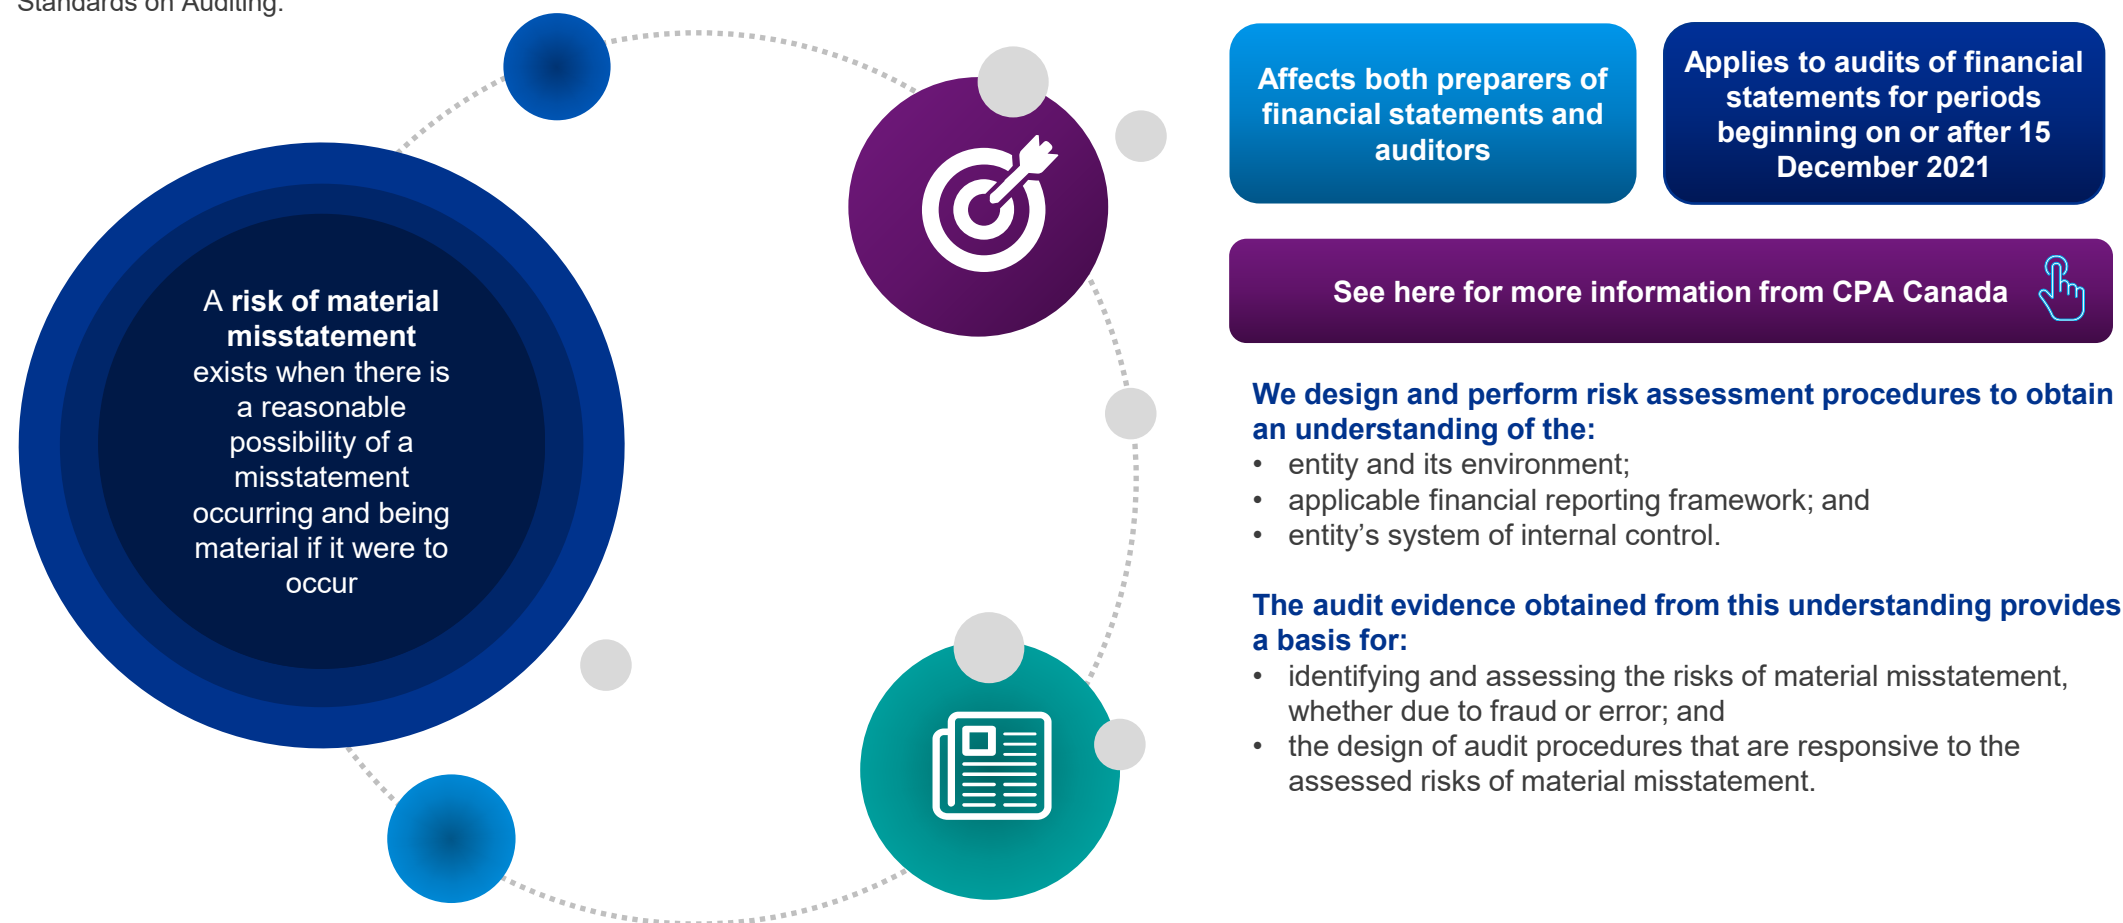 Standards on Auditing.
A risk of material
misstatement
exists when there is
a reasonable
possibility of a
misstatement
occurring and being
material if it were to
occur
Affects both preparers of
financial statements and
auditors
Applies to audits of financial
statements for periods
beginning on or after 15
December 2021
See here for more information from CPA Canada
We design and perform risk assessment procedures to obtain
an understanding of the:
• entity and its environment;
• applicable financial reporting framework; and
• entity’s system of internal control.
The audit evidence obtained from this understanding provides
a basis for:
• identifying and assessing the risks of material misstatement,
whether due to fraud or error; and
• the design of audit procedures that are responsive to the
assessed risks of material misstatement.